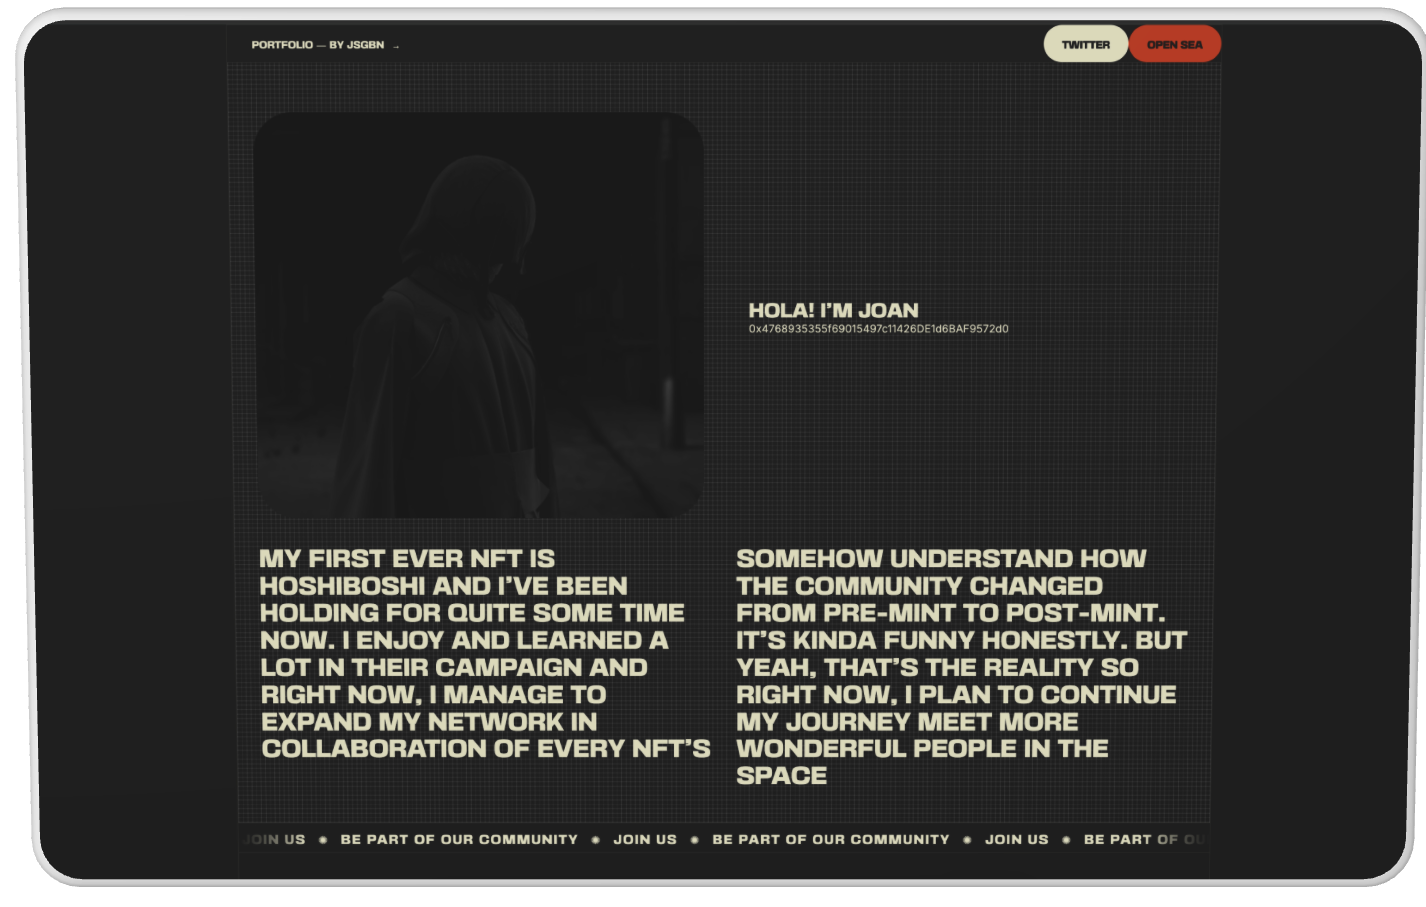 PORTFOLIO — BY JSGBN →
TWITTER
OPEN SEA
HOLA! I'M JOAN
0x4768935355f69015497c11426DE1d6BAF9572d0
MY FIRST EVER NFT IS
HOSHIBOSHI AND I'VE BEEN
HOLDING FOR QUITE SOME TIME
NOW. I ENJOY AND LEARNED A
LOT IN THEIR CAMPAIGN AND
RIGHT NOW, I MANAGE TO
EXPAND MY NETWORK IN
COLLABORATION OF EVERY NFT'S
SOMEHOW UNDERSTAND HOW
THE COMMUNITY CHANGED
FROM PRE-MINT TO POST-MINT.
IT'S KINDA FUNNY HONESTLY. BUT
YEAH, THAT'S THE REALITY SO
RIGHT NOW, I PLAN TO CONTINUE
MY JOURNEY MEET MORE
WONDERFUL PEOPLE IN THE
SPACE
JOIN US ● BE PART OF OUR COMMUNITY ● JOIN US ● BE PART OF OUR COMMUNITY ● JOIN US ● BE PART OF OU